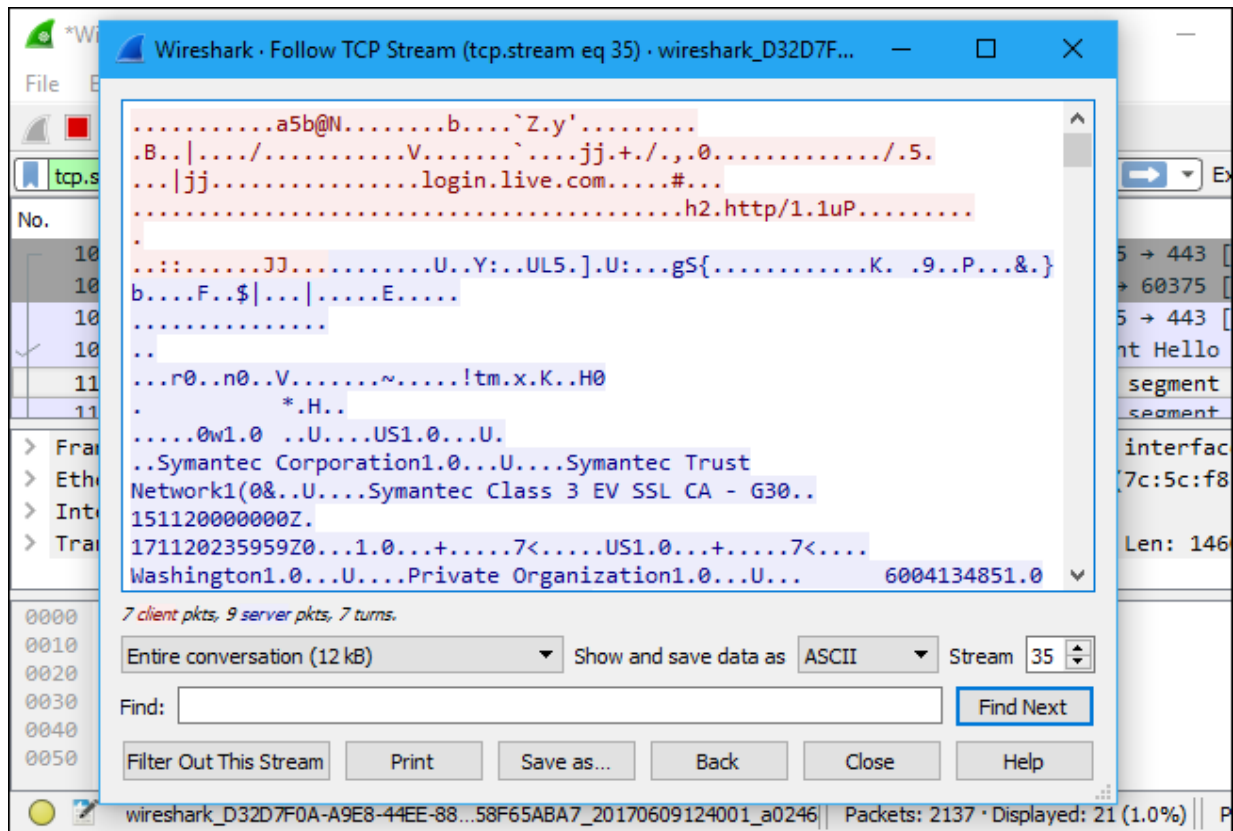 *Wi
Wireshark · Follow TCP Stream (tcp.stream eq 35) · wireshark_D32D7F...
File E
tcp.s
Ex
No.
...........a5b@N........b....`Z.y'.........
.B..|..../............V.......`....jj.+./.,.0............./.5.
...|jj................login.live.com.....#...
..........................................h2.http/1.1uP.........
.
..::......JJ.............U..Y:..UL5.].U:...gS{............K. .9..P...&.}
b....F..$|...|.....E.....
...............
..
...r0..n0..V.......~.....!tm.x.K..H0
. *.H..
.....0w1.0 ..U....US1.0...U.
..Symantec Corporation1.0...U....Symantec Trust
Network1(0&..U....Symantec Class 3 EV SSL CA - G30..
151120000000Z.
171120235959Z0...1.0...+.....7<.....US1.0...+.....7<....
Washington1.0...U....Private Organization1.0...U... 6004134851.0
10 5 → 443 [
10 → 60375 [
10 5 → 443 [
10 nt Hello
11 segment
11 segment
> Fra interfac
> Eth (7c:5c:f8
> Int
> Tra Len: 146
7 client pkts, 9 server pkts, 7 turns.
Entire conversation (12 kB) Show and save data as ASCII Stream 35
Find: Find Next
Filter Out This Stream Print Save as... Back Close Help
0000
0010
0020
0030
0040
0050
wireshark_D32D7F0A-A9E8-44EE-88...58F65ABA7_20170609124001_a0246 Packets: 2137 · Displayed: 21 (1.0%) P